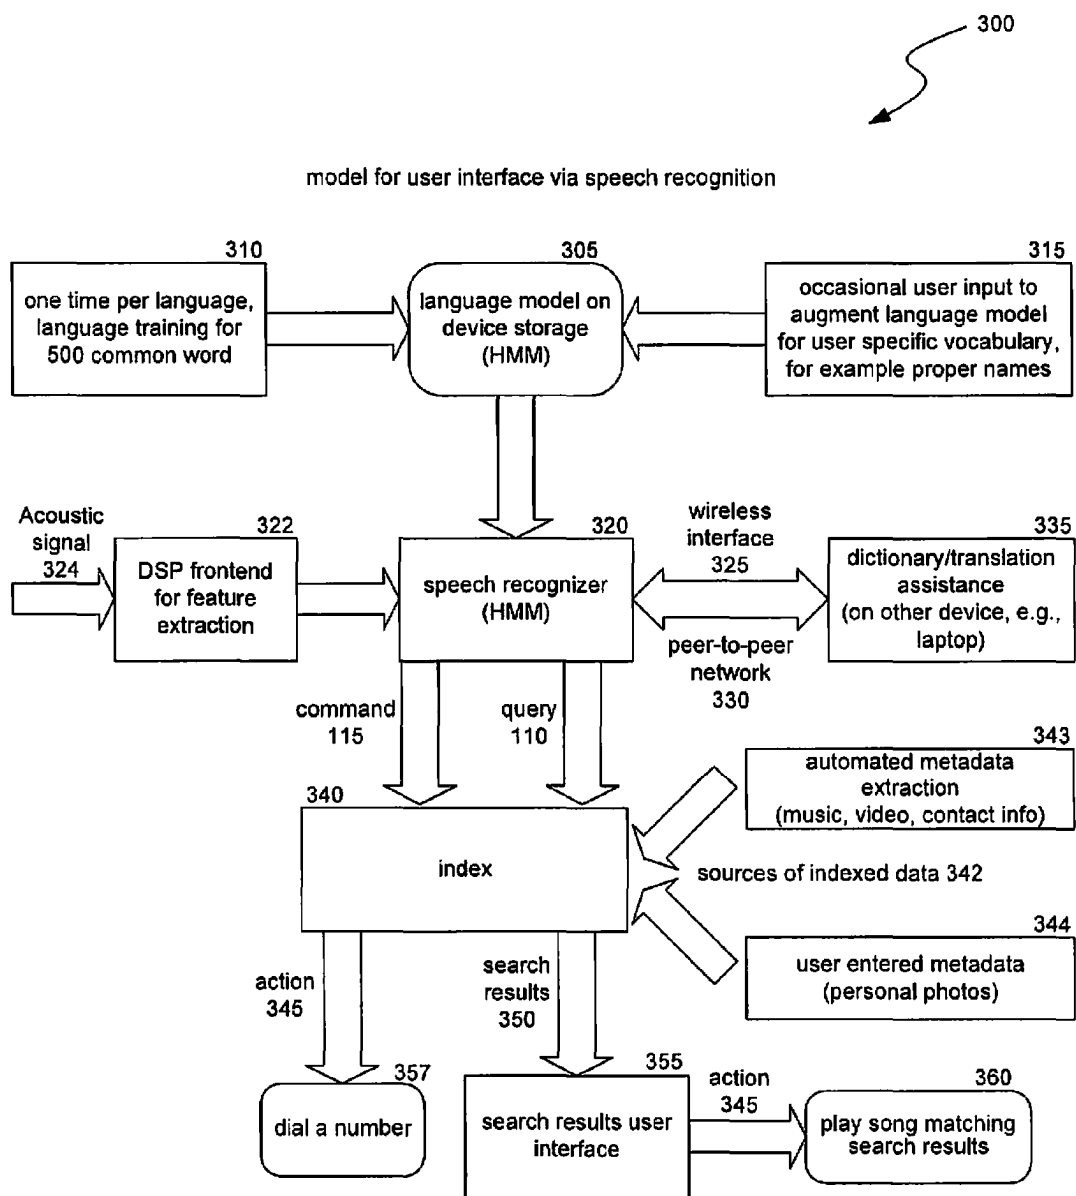 300
model for user interface via speech recognition
310
one time per language,
language training for
500 common word
305
language model on
device storage
(HMM)
315
occasional user input to
augment language model
for user specific vocabulary,
for example proper names
Acoustic
signal
324
322
DSP frontend
for feature
extraction
320
speech recognizer
(HMM)
wireless
interface
325
peer-to-peer
network
330
335
dictionary/translation
assistance
(on other device, e.g.,
laptop)
command
115
query
110
343
automated metadata
extraction
(music, video, contact info)
340
index
sources of indexed data 342
344
user entered metadata
(personal photos)
action
345
search
results
350
357
dial a number
355
search results user
interface
action
345
360
play song matching
search results